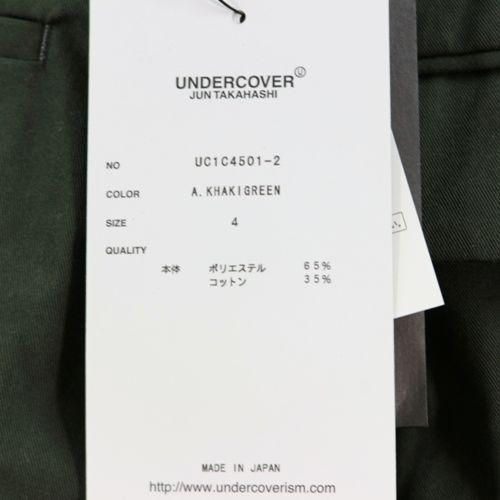 UNDERCOVER Ⓤ
JUN TAKAHASHI
NO UC1C4501-2
COLOR A.KHAKIGREEN
SIZE 4
QUALITY
本体 ポリエステル 65%
コットン 35%
い。
MADE IN JAPAN
http://www.undercoverism.com/